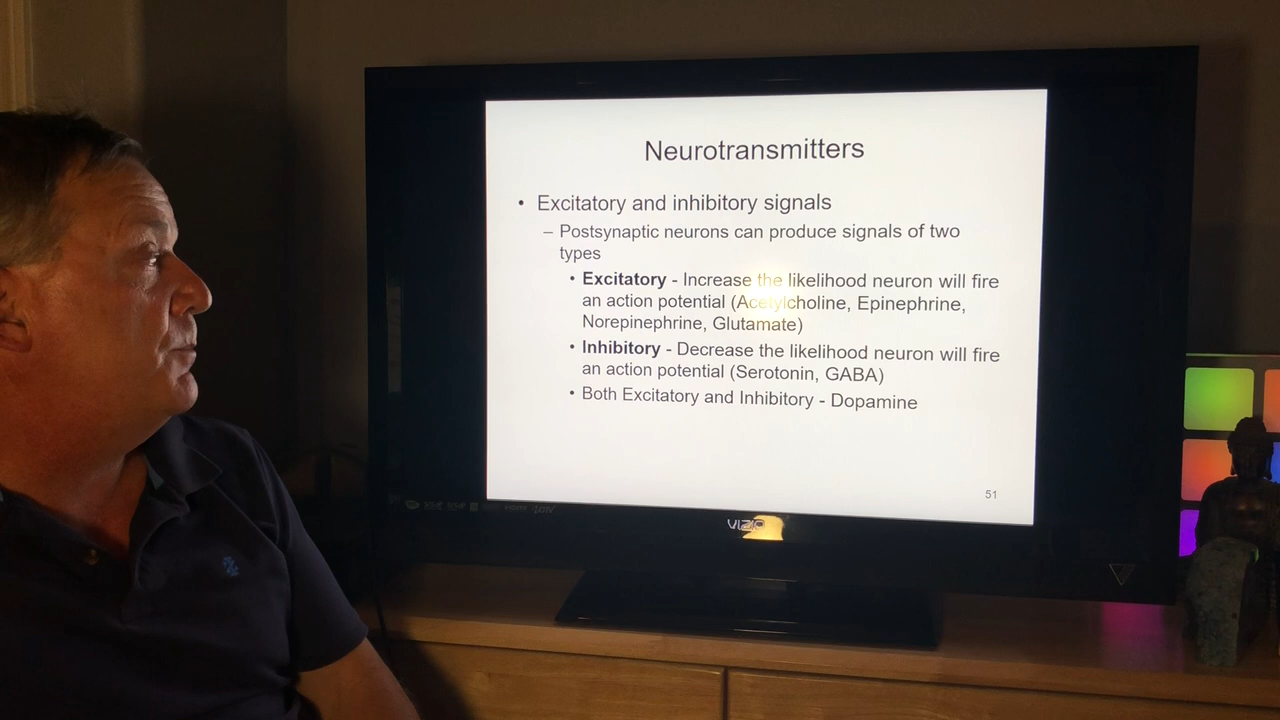 Neurotransmitters
• Excitatory and inhibitory signals
– Postsynaptic neurons can produce signals of two
types
• Excitatory - Increase the likelihood neuron will fire
an action potential (Acetylcholine, Epinephrine,
Norepinephrine, Glutamate)
• Inhibitory - Decrease the likelihood neuron will fire
an action potential (Serotonin, GABA)
• Both Excitatory and Inhibitory - Dopamine
51
VIZIO